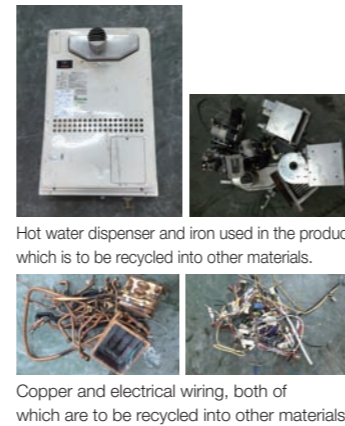 Hot water dispenser and iron used in the produc
which is to be recycled into other materials.
Copper and electrical wiring, both of
which are to be recycled into other materials